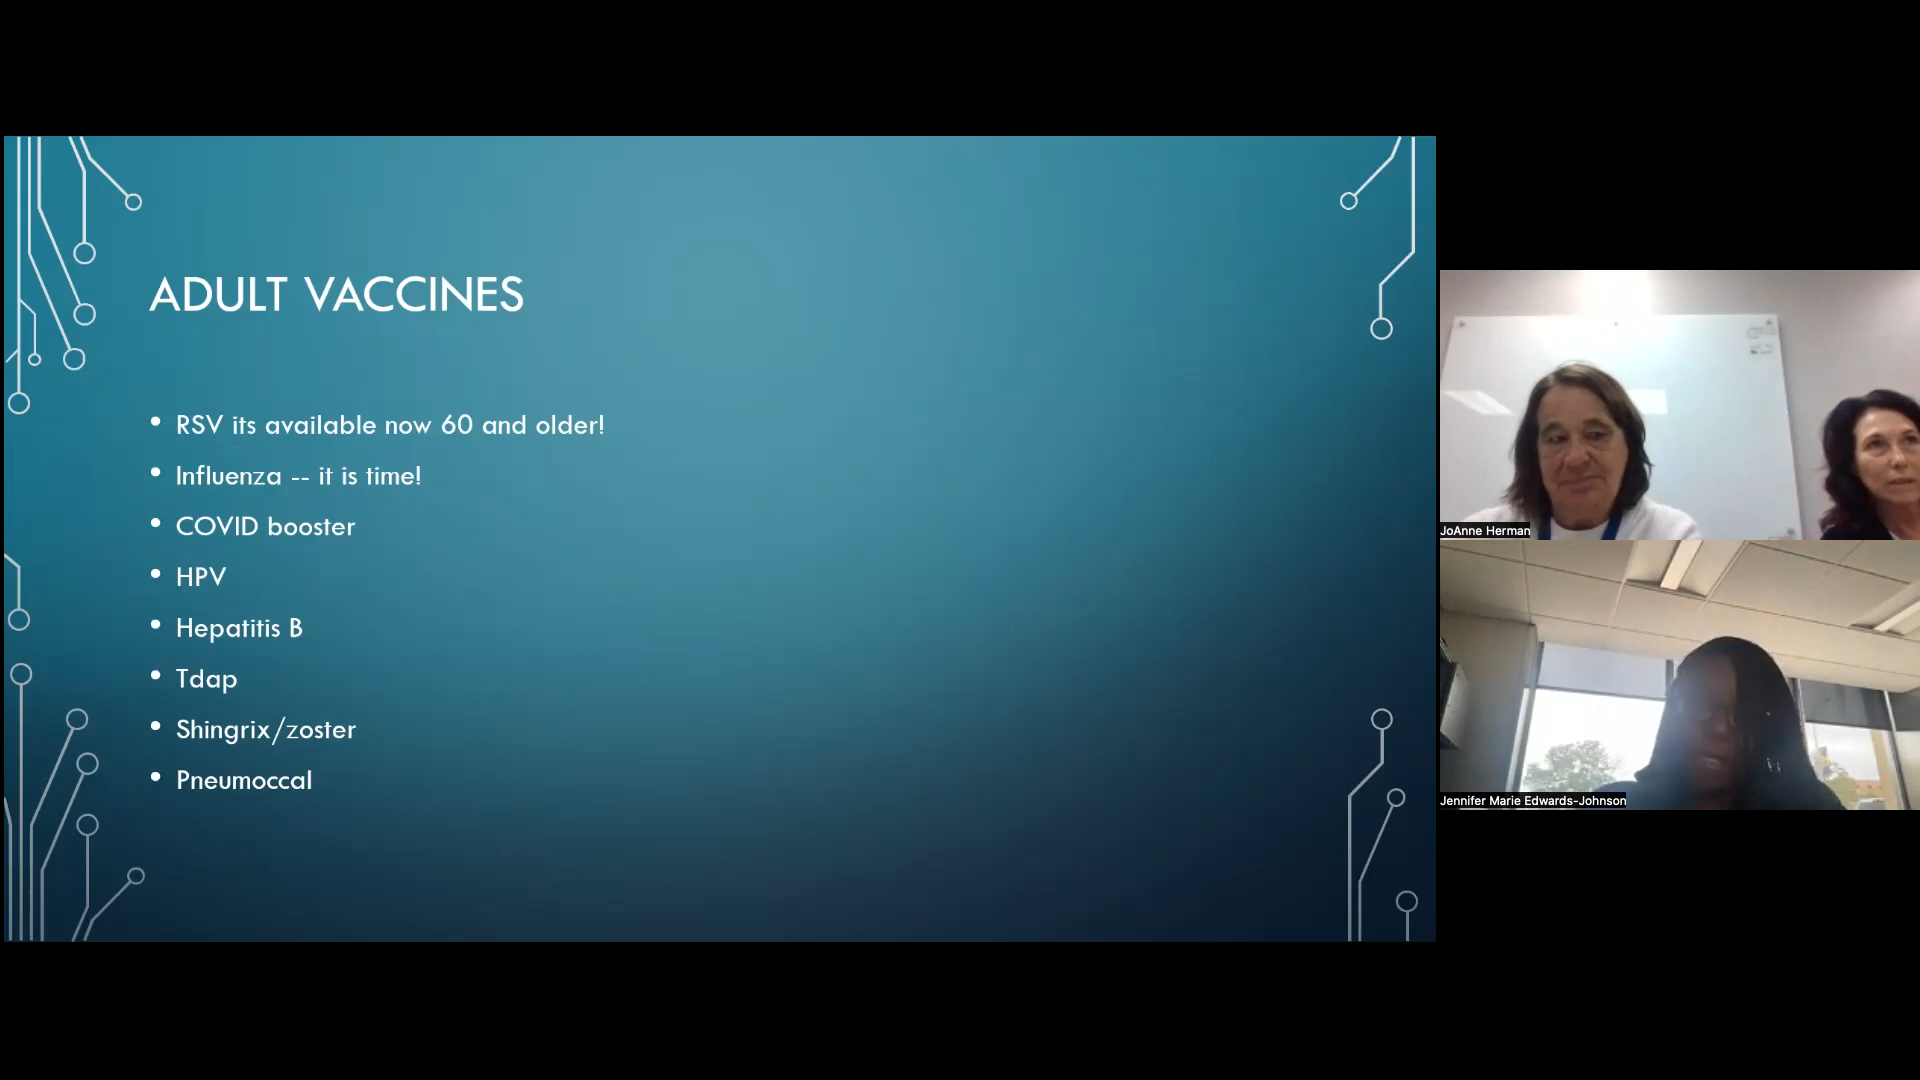 ADULT VACCINES
• RSV its available now 60 and older!
• Influenza -- it is time!
• COVID booster
• HPV
• Hepatitis B
• Tdap
• Shingrix/zoster
• Pneumoccal
JoAnne Herman
Jennifer Marie Edwards-Johnson